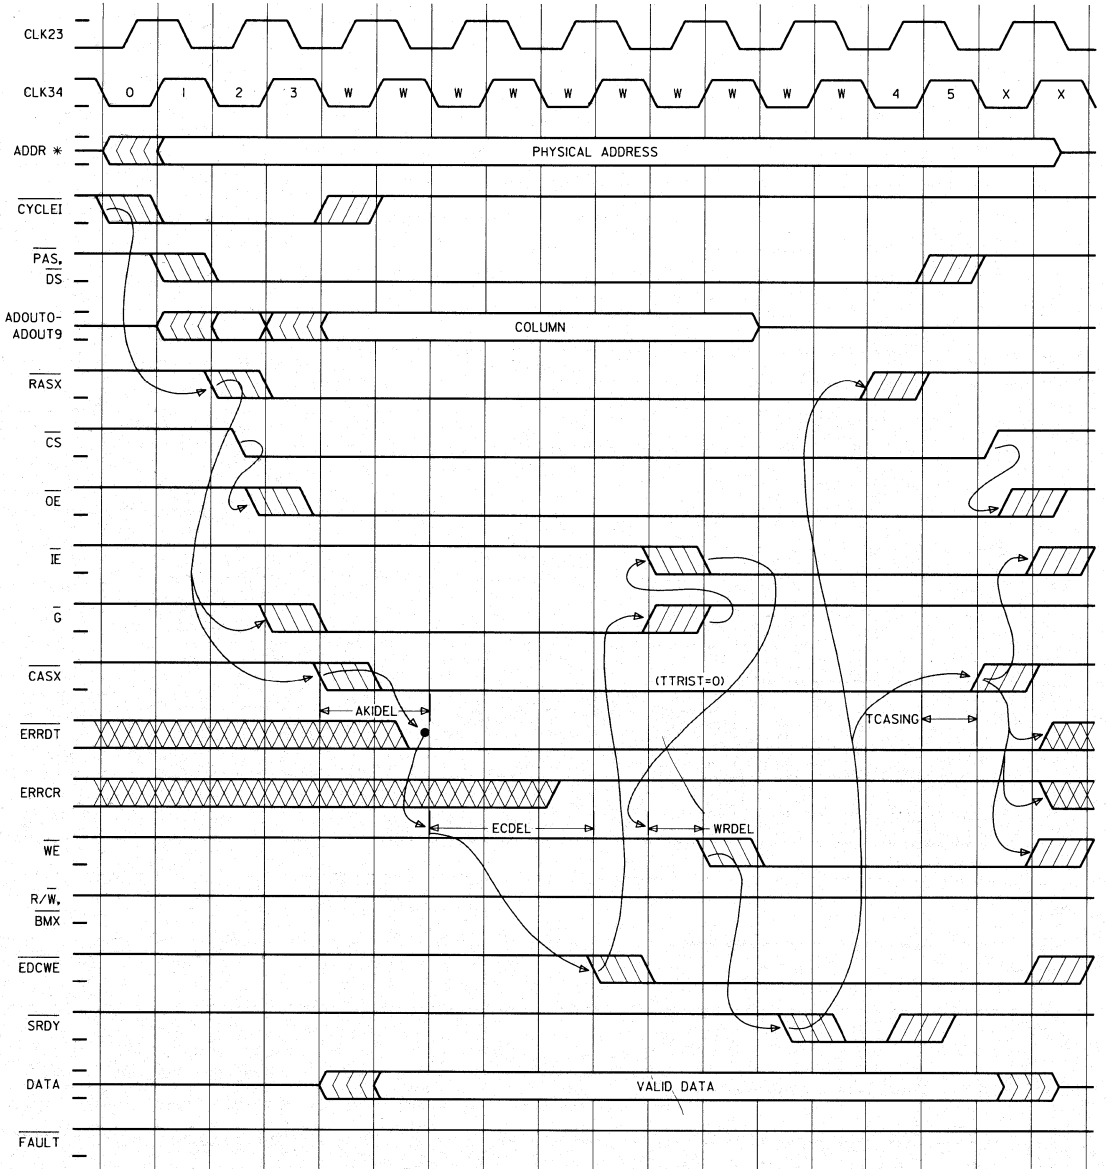 CLK23
CLK34 0 1 2 3 W W W W W W W W W W 4 5 X X
ADDR * PHYSICAL ADDRESS
CYCLEI
PAS,
DS
ADOUT0-
ADOUT9 COLUMN
RASX
CS
OE
IE
G
CASX (TTRIST=0)
AKIDEL TCASING
ERRDT
ERRCR
ECDEL WRDEL
WE
R/W,
BMX
EDCWE
SRDY
DATA VALID DATA
FAULT